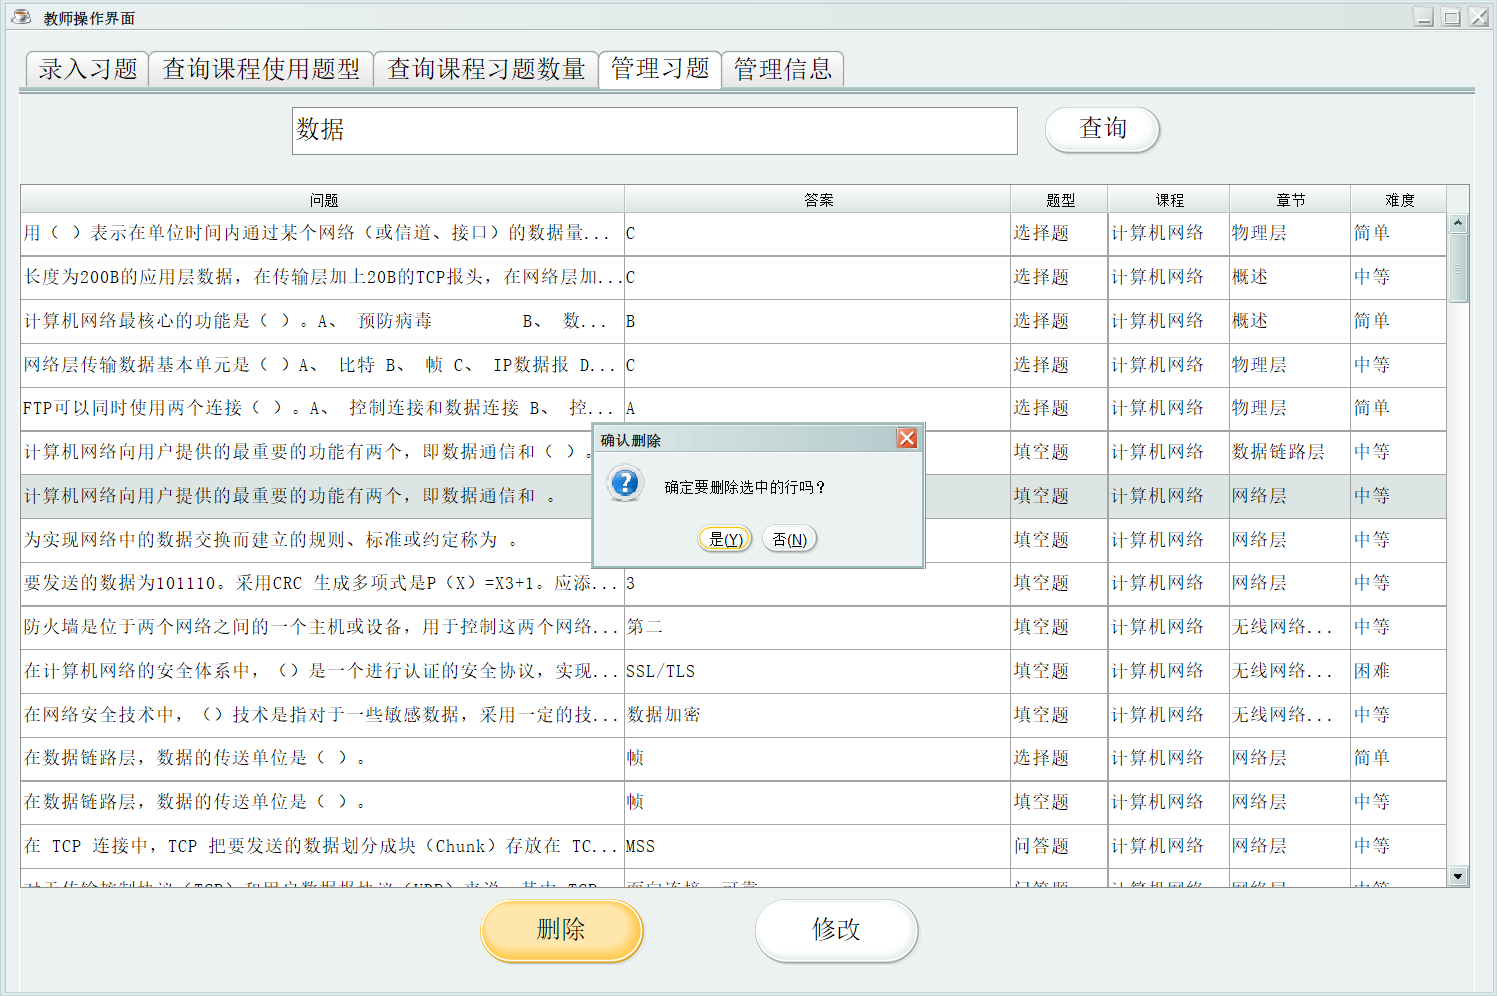 教师操作界面
录入习题 查询课程使用题型 查询课程习题数量 管理习题 管理信息
数据 查询
问题 答案 题型 课程 章节 难度
用（ ）表示在单位时间内通过某个网络（或信道、接口）的数据量... C 选择题 计算机网络 物理层 简单
长度为200B的应用层数据，在传输层加上20B的TCP报头，在网络层加... C 选择题 计算机网络 概述 中等
计算机网络最核心的功能是（ ）。A、 预防病毒 B、 数... B 选择题 计算机网络 概述 简单
网络层传输数据基本单元是（ ）A、 比特 B、 帧 C、 IP数据报 D... C 选择题 计算机网络 物理层 中等
FTP可以同时使用两个连接（ ）。A、 控制连接和数据连接 B、 控... A 选择题 计算机网络 物理层 简单
计算机网络向用户提供的最重要的功能有两个，即数据通信和（ ）。 填空题 计算机网络 数据链路层 中等
计算机网络向用户提供的最重要的功能有两个，即数据通信和 。 填空题 计算机网络 网络层 中等
为实现网络中的数据交换而建立的规则、标准或约定称为 。 填空题 计算机网络 网络层 中等
要发送的数据为101110。采用CRC 生成多项式是P（X）=X3+1。应添... 3 填空题 计算机网络 网络层 中等
防火墙是位于两个网络之间的一个主机或设备，用于控制这两个网络... 第二 填空题 计算机网络 无线网络... 中等
在计算机网络的安全体系中，（）是一个进行认证的安全协议，实现... SSL/TLS 填空题 计算机网络 无线网络... 困难
在网络安全技术中，（）技术是指对于一些敏感数据，采用一定的技... 数据加密 填空题 计算机网络 无线网络... 中等
在数据链路层，数据的传送单位是（ ）。 帧 选择题 计算机网络 网络层 简单
在数据链路层，数据的传送单位是（ ）。 帧 填空题 计算机网络 网络层 中等
在 TCP 连接中，TCP 把要发送的数据划分成块（Chunk）存放在 TC... MSS 问答题 计算机网络 网络层 中等
确认删除
确定要删除选中的行吗？
是(Y) 否(N)
删除 修改